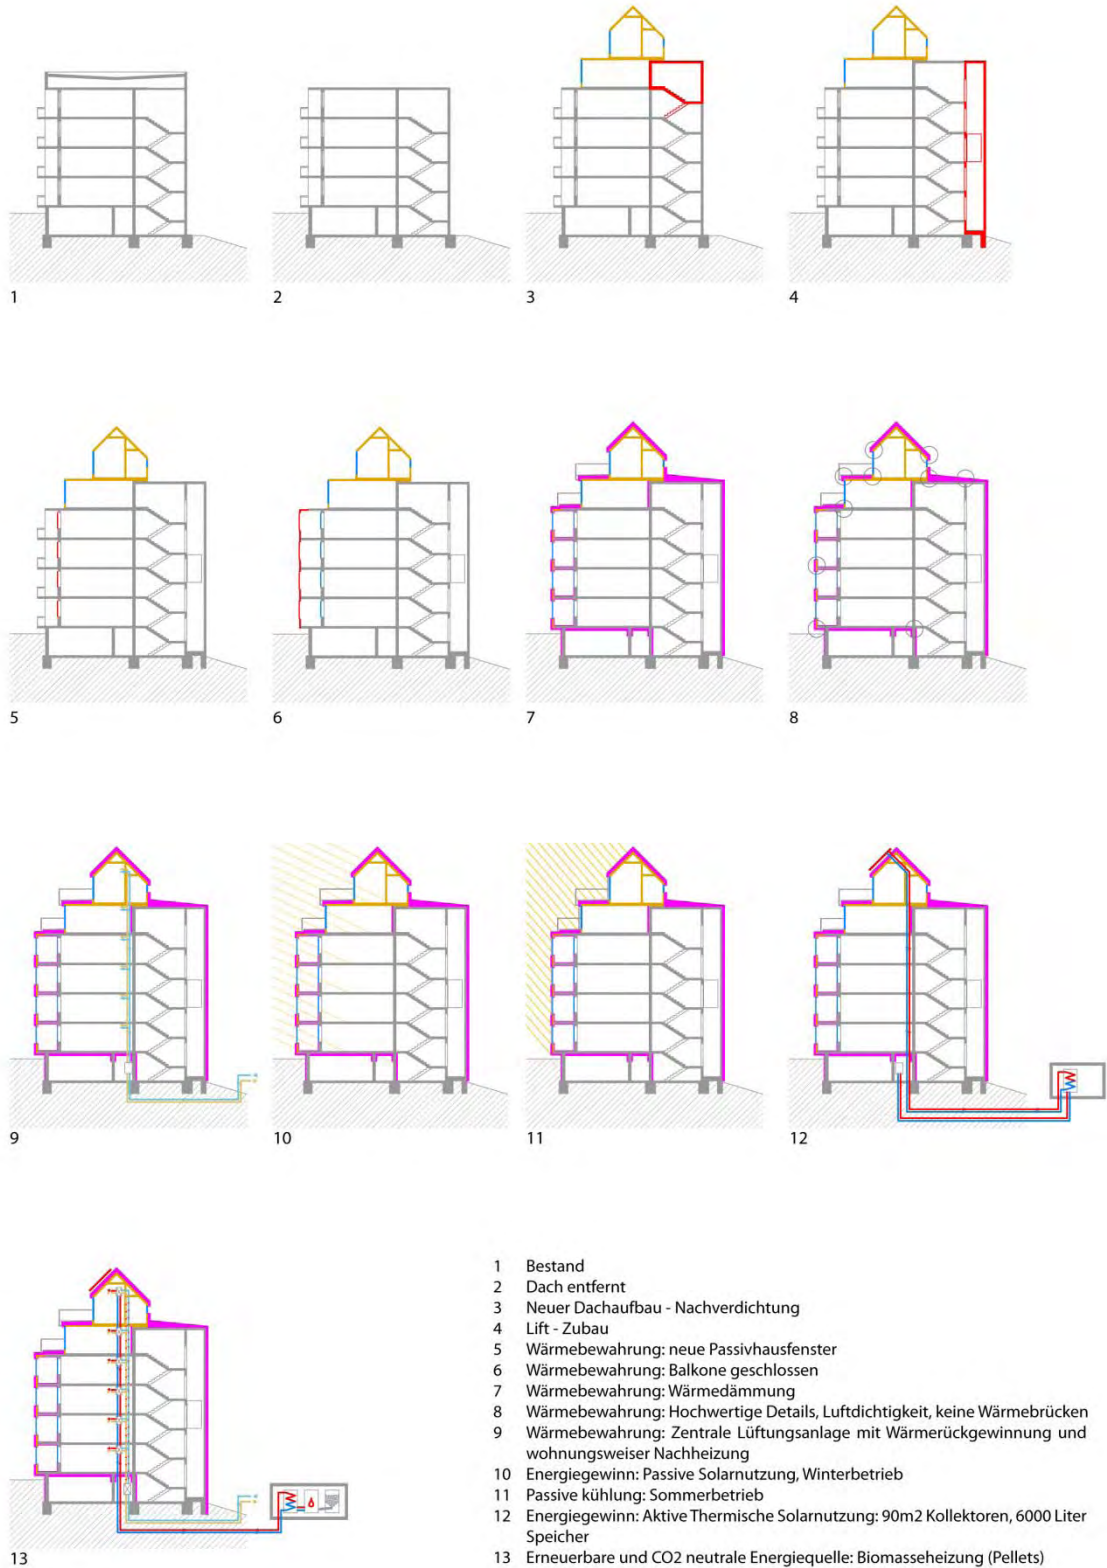 1
2
3
4
5
6
7
8
9
10
11
12
13
1 Bestand
2 Dach entfernt
3 Neuer Dachaufbau - Nachverdichtung
4 Lift - Zubau
5 Wärmebewahrung: neue Passivhausfenster
6 Wärmebewahrung: Balkone geschlossen
7 Wärmebewahrung: Wärmedämmung
8 Wärmebewahrung: Hochwertige Details, Luftdichtigkeit, keine Wärmebrücken
9 Wärmebewahrung: Zentrale Lüftungsanlage mit Wärmerückgewinnung und
wohnungsweiser Nachheizung
10 Energiegewinn: Passive Solarnutzung, Winterbetrieb
11 Passive kühlung: Sommerbetrieb
12 Energiegewinn: Aktive Thermische Solarnutzung: 90m2 Kollektoren, 6000 Liter
Speicher
13 Erneuerbare und CO2 neutrale Energiequelle: Biomasseheizung (Pellets)